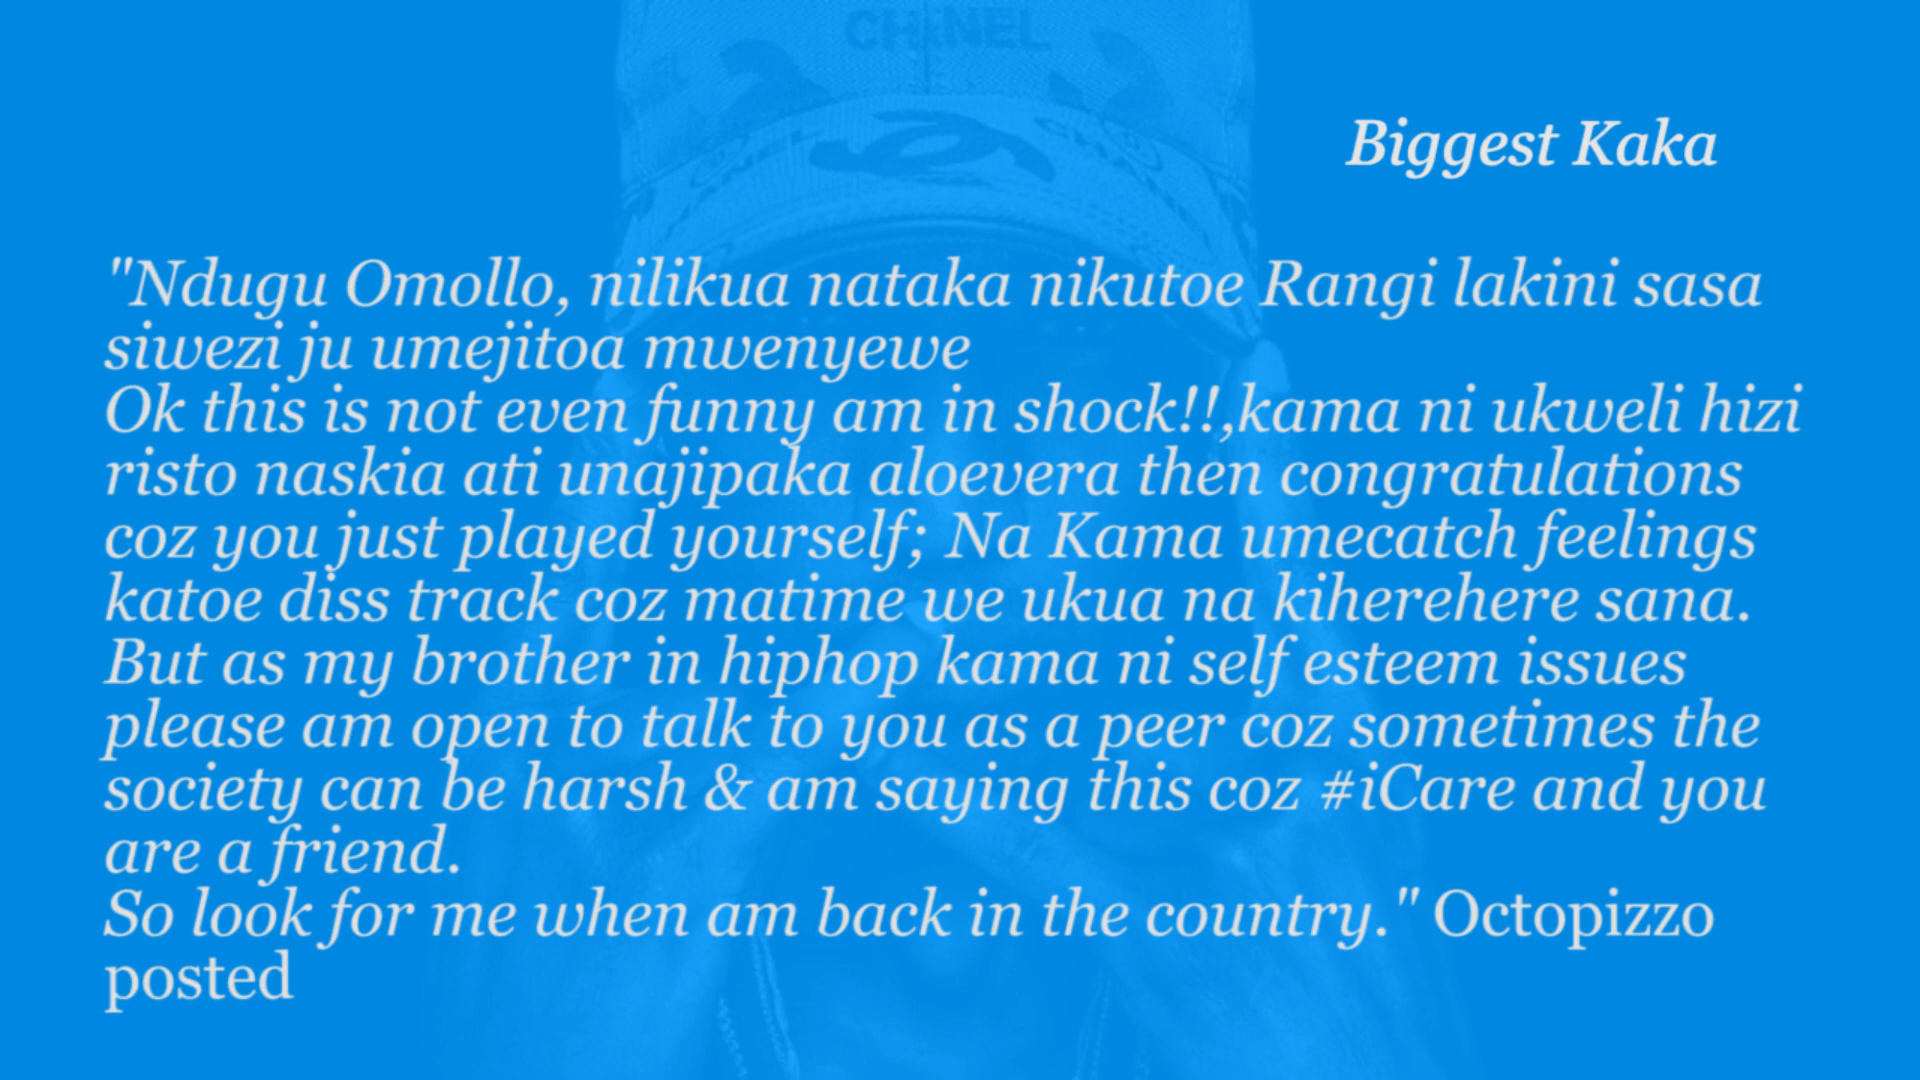 CHANEL
Biggest Kaka
"Ndugu Omollo, nilikua nataka nikutoe Rangi lakini sasa
siwezi ju umejitoa mwenyewe
Ok this is not even funny am in shock!!,kama ni ukweli hizi
risto naskia ati unajipaka aloevera then congratulations
coz you just played yourself; Na Kama umecatch feelings
katoe diss track coz matime we ukua na kiherehere sana.
But as my brother in hiphop kama ni self esteem issues
please am open to talk to you as a peer coz sometimes the
society can be harsh & am saying this coz #iCare and you
are a friend.
So look for me when am back in the country." Octopizzo
posted